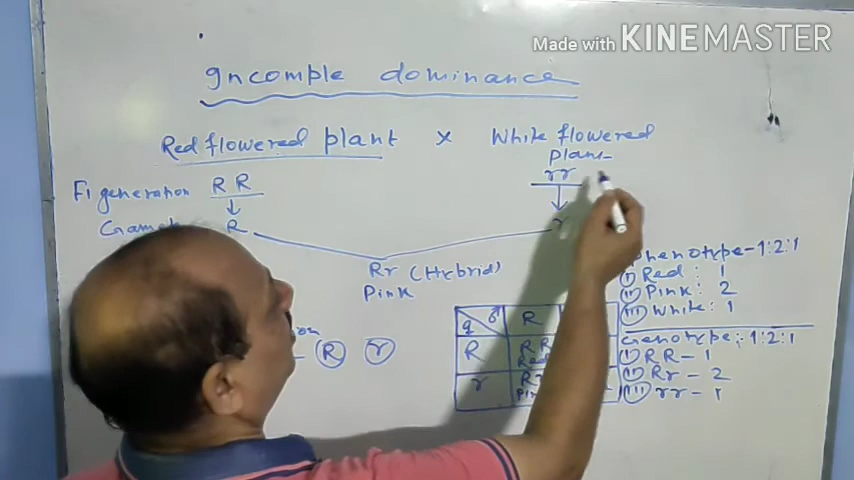 Made with KINEMASTER
Incomple dominance
Red flowered plant x White flowered
plant
F1 generation RR rr
R r
Rr (Hybrid)
Pink
Phenotype - 1:2:1
(i) Red : 1
(ii) Pink : 2
(iii) White : 1
Genotype :- 1:2:1
(i) RR - 1
(ii) Rr - 2
(iii) rr - 1
♀ ♂ R
R RR
r
R r